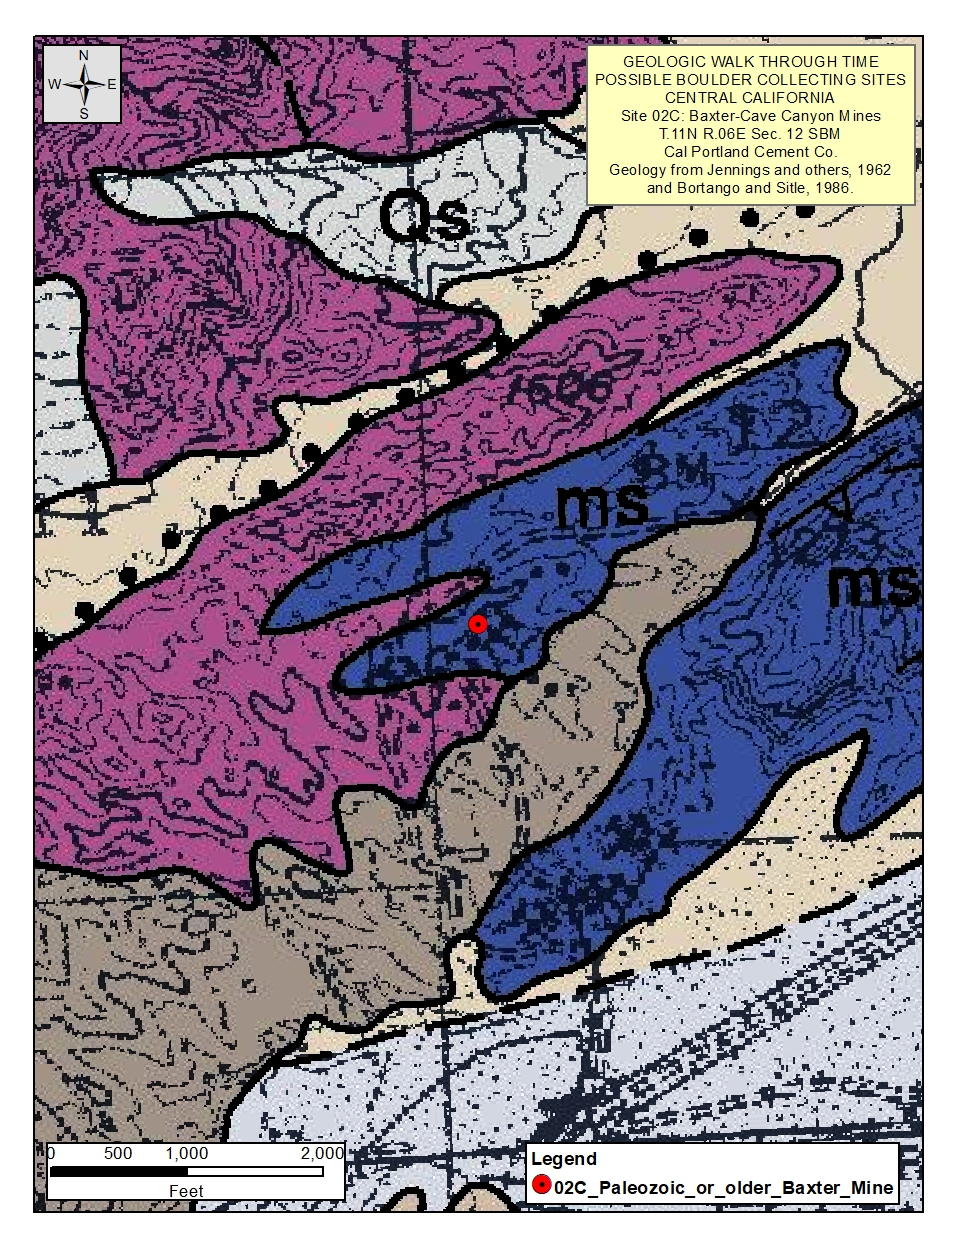 N
W E
S
GEOLOGIC WALK THROUGH TIME
POSSIBLE BOULDER COLLECTING SITES
CENTRAL CALIFORNIA
Site 02C: Baxter-Cave Canyon Mines
T.11N R.06E Sec. 12 SBM
Cal Portland Cement Co.
Geology from Jennings and others, 1962
and Bortango and Sitle, 1986.
Qs
ms
ms
0 500 1,000 2,000
Feet
Legend
02C_Paleozoic_or_older_Baxter_Mine